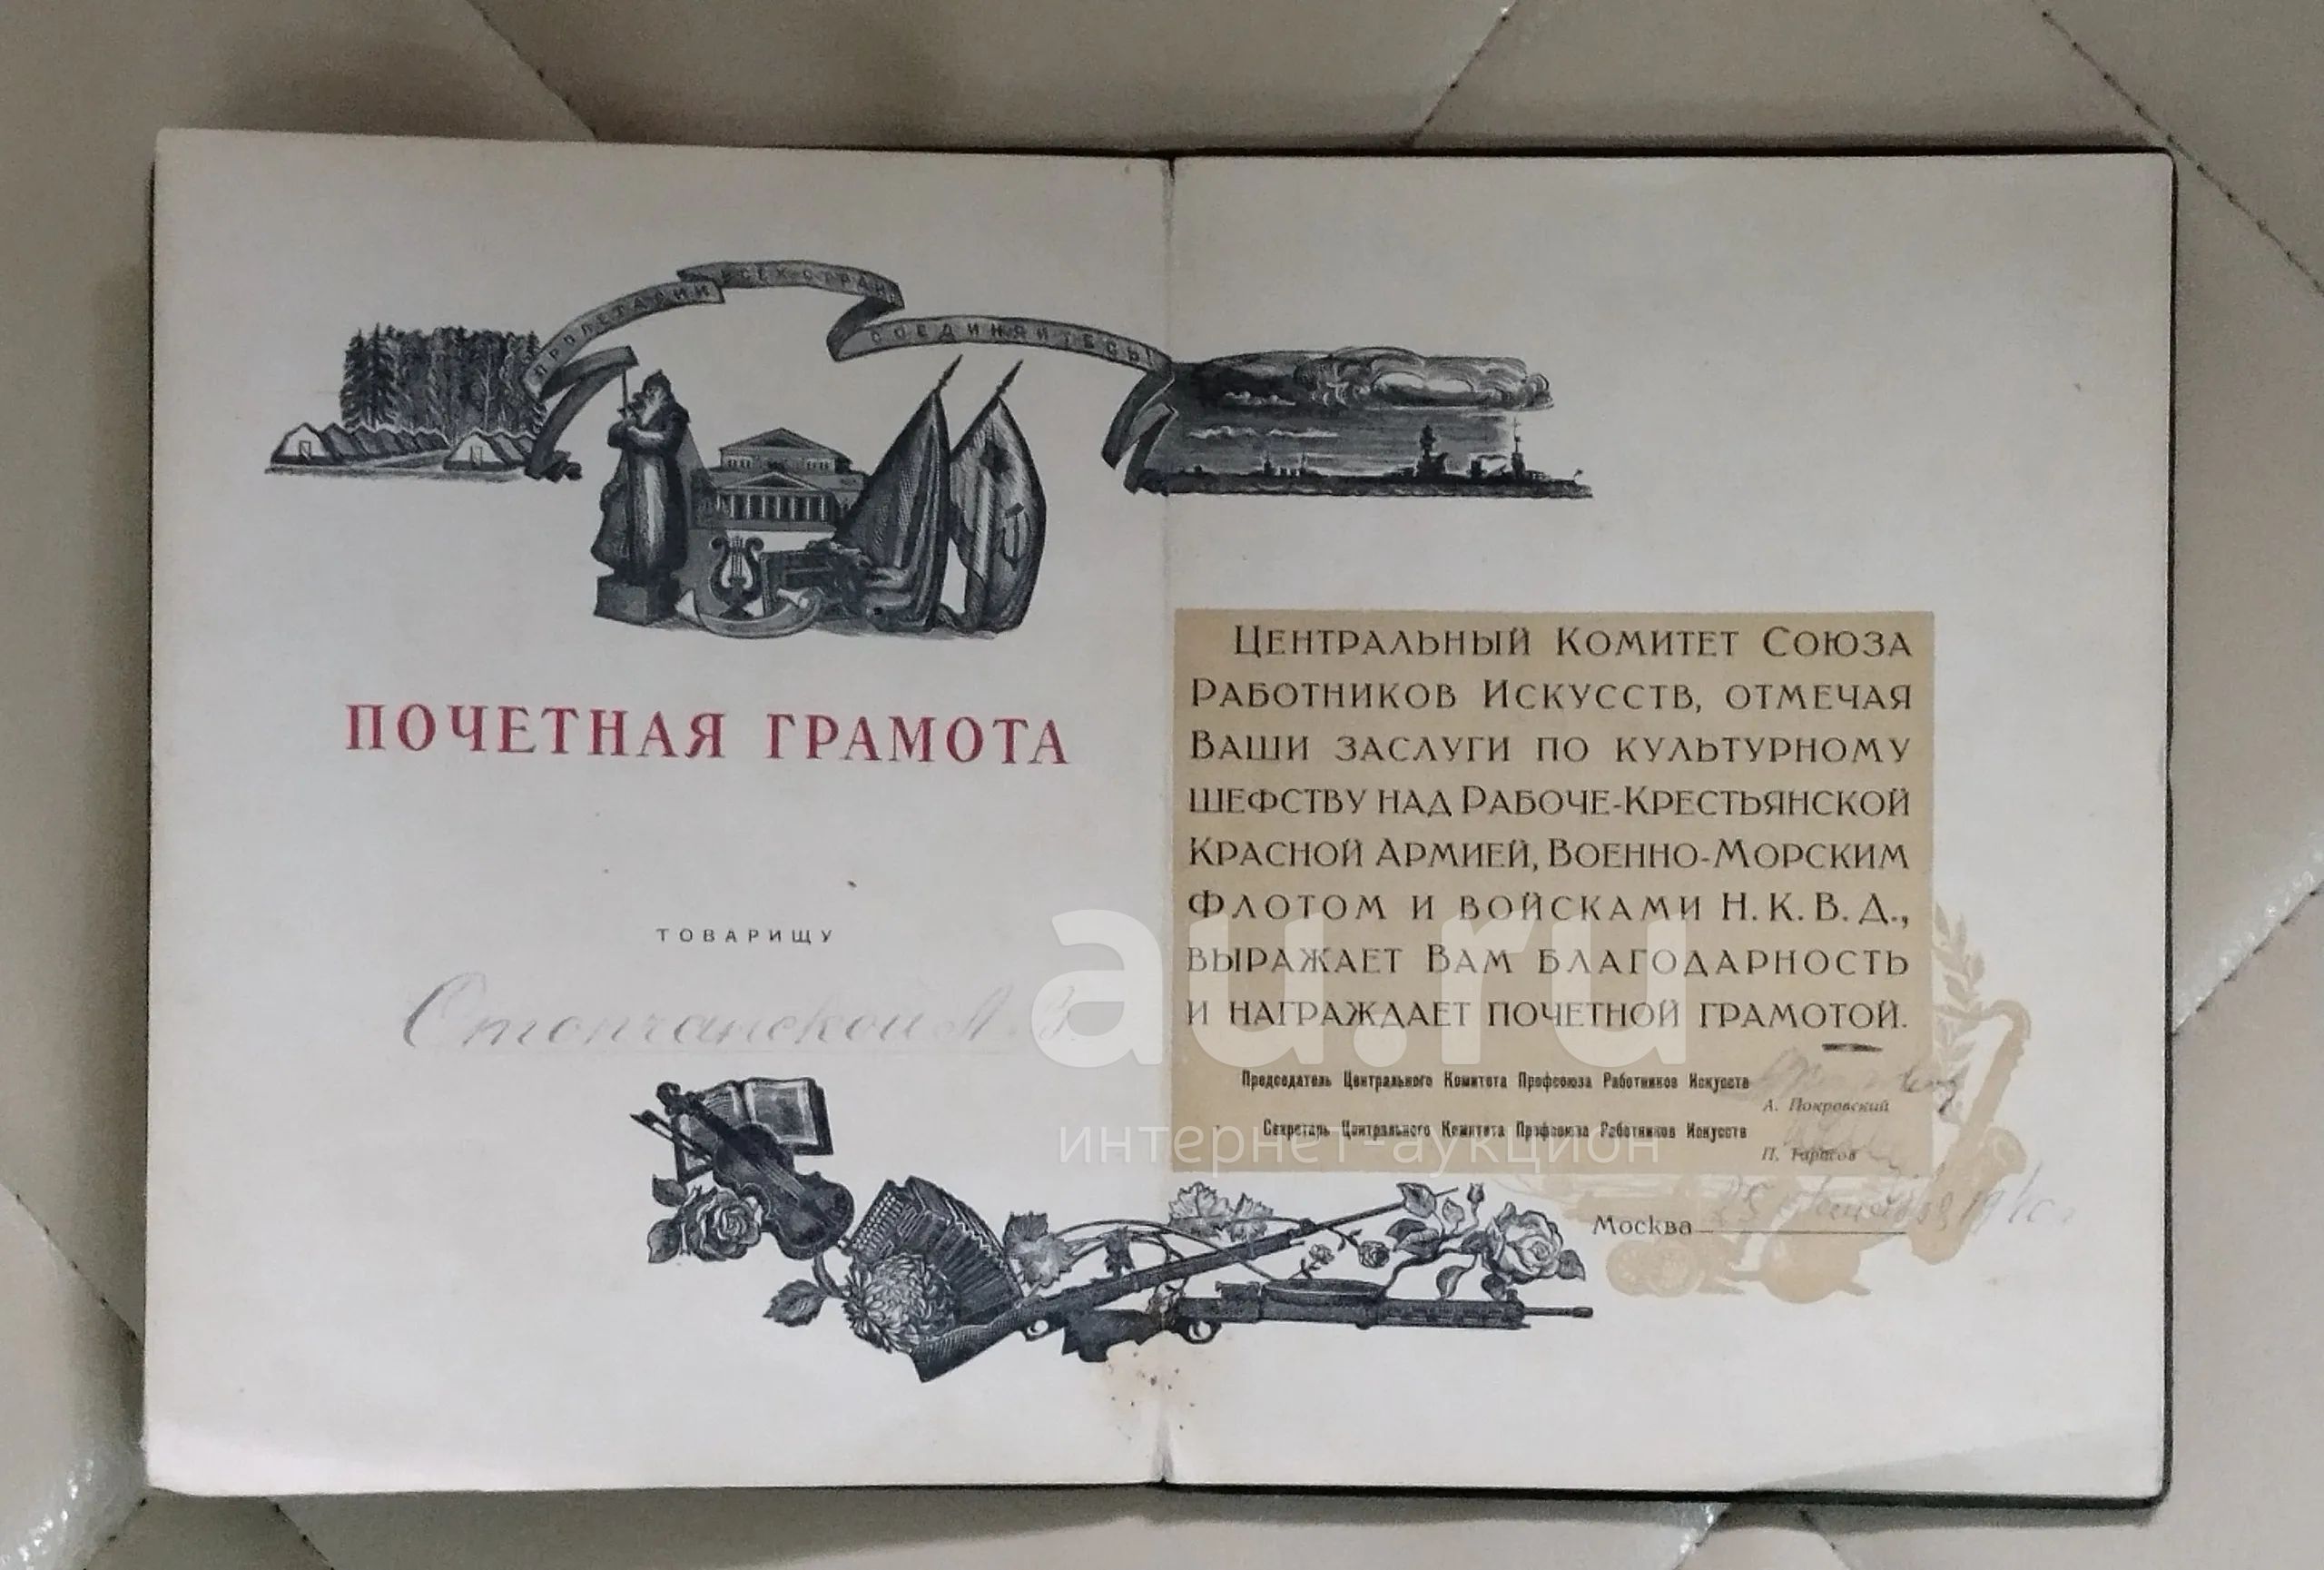 ПРОЛЕТАРИИ ВСЕХ СТРАН СОЕДИНЯЙТЕСЬ!
ПОЧЕТНАЯ ГРАМОТА
ТОВАРИЩУ
Стопчанской
Центральный Комитет Союза
Работников Искусств, отмечая
Ваши заслуги по культурному
шефству над Рабоче-Крестьянской
Красной Армией, Военно-Морским
Флотом и войсками Н.К.В.Д.,
выражает Вам благодарность
и награждает почетной грамотой.
Председатель Центрального Комитета Профсоюза Работников Искусств
А. Покровский
Секретарь Центрального Комитета Профсоюза Работников Искусств
П. Тарасов
Москва 25
au.ru
интернет-аукцион